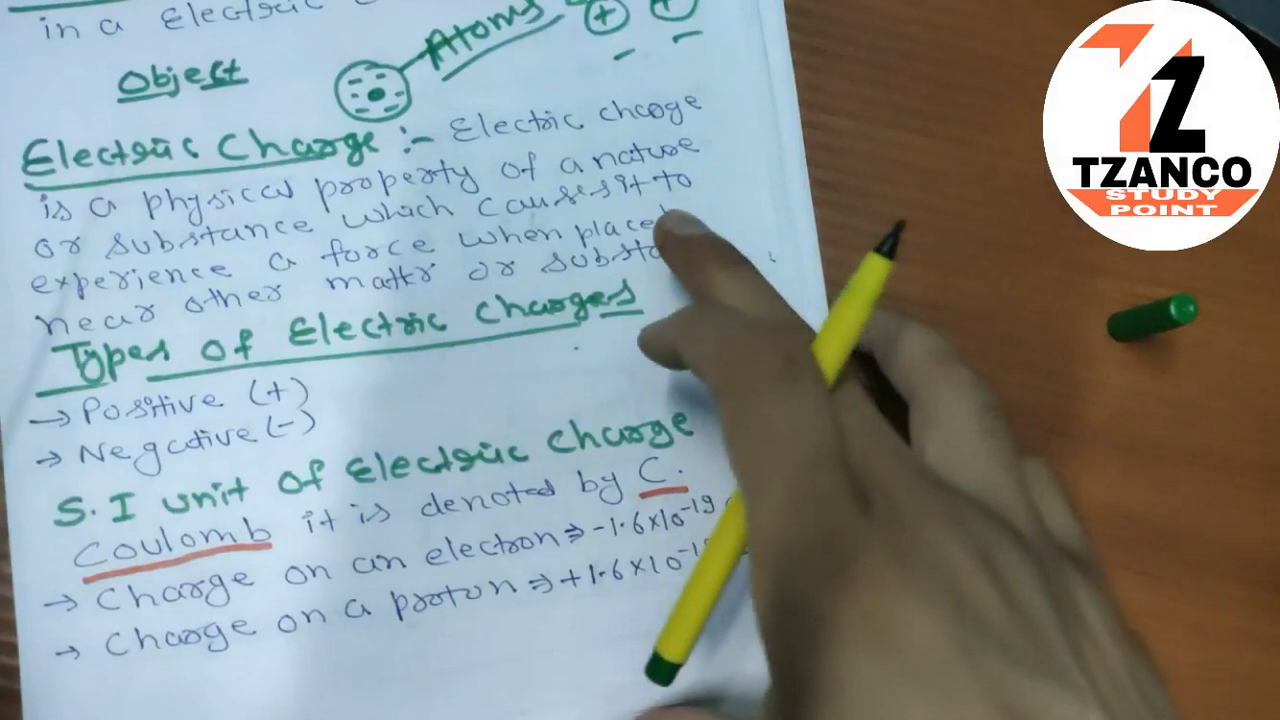 in a Electric
Atoms
+ +
- -
Object
Electric Charge :- Electric charge
is a physical property of a nature
or substance which causes it to
experience a force when placed
near other matter or substa
Types of Electric Charges
→ Positive (+)
→ Negative (-)
S.I unit of Electric Charge
Coulomb it is denoted by C.
→ Charge on an electron ⇒ -1.6×10⁻¹⁹
→ Charge on a proton ⇒ +1.6×10⁻¹
TZ
TZANCO
STUDY
POINT